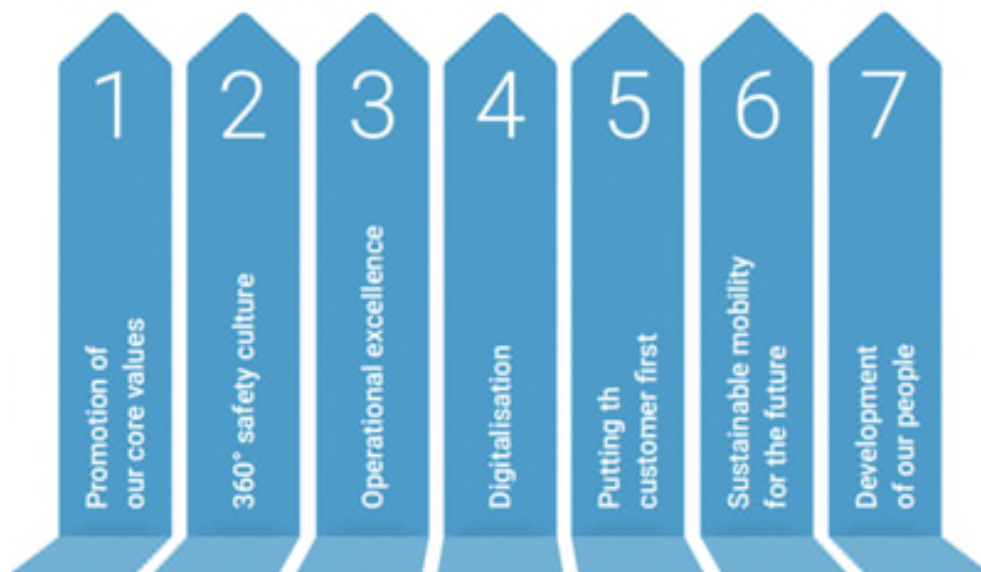 1
Promotion of
our core values
2
360° safety culture
3
Operational excellence
4
Digitalisation
5
Putting th
customer first
6
Sustainable mobility
for the future
7
Development
of our people